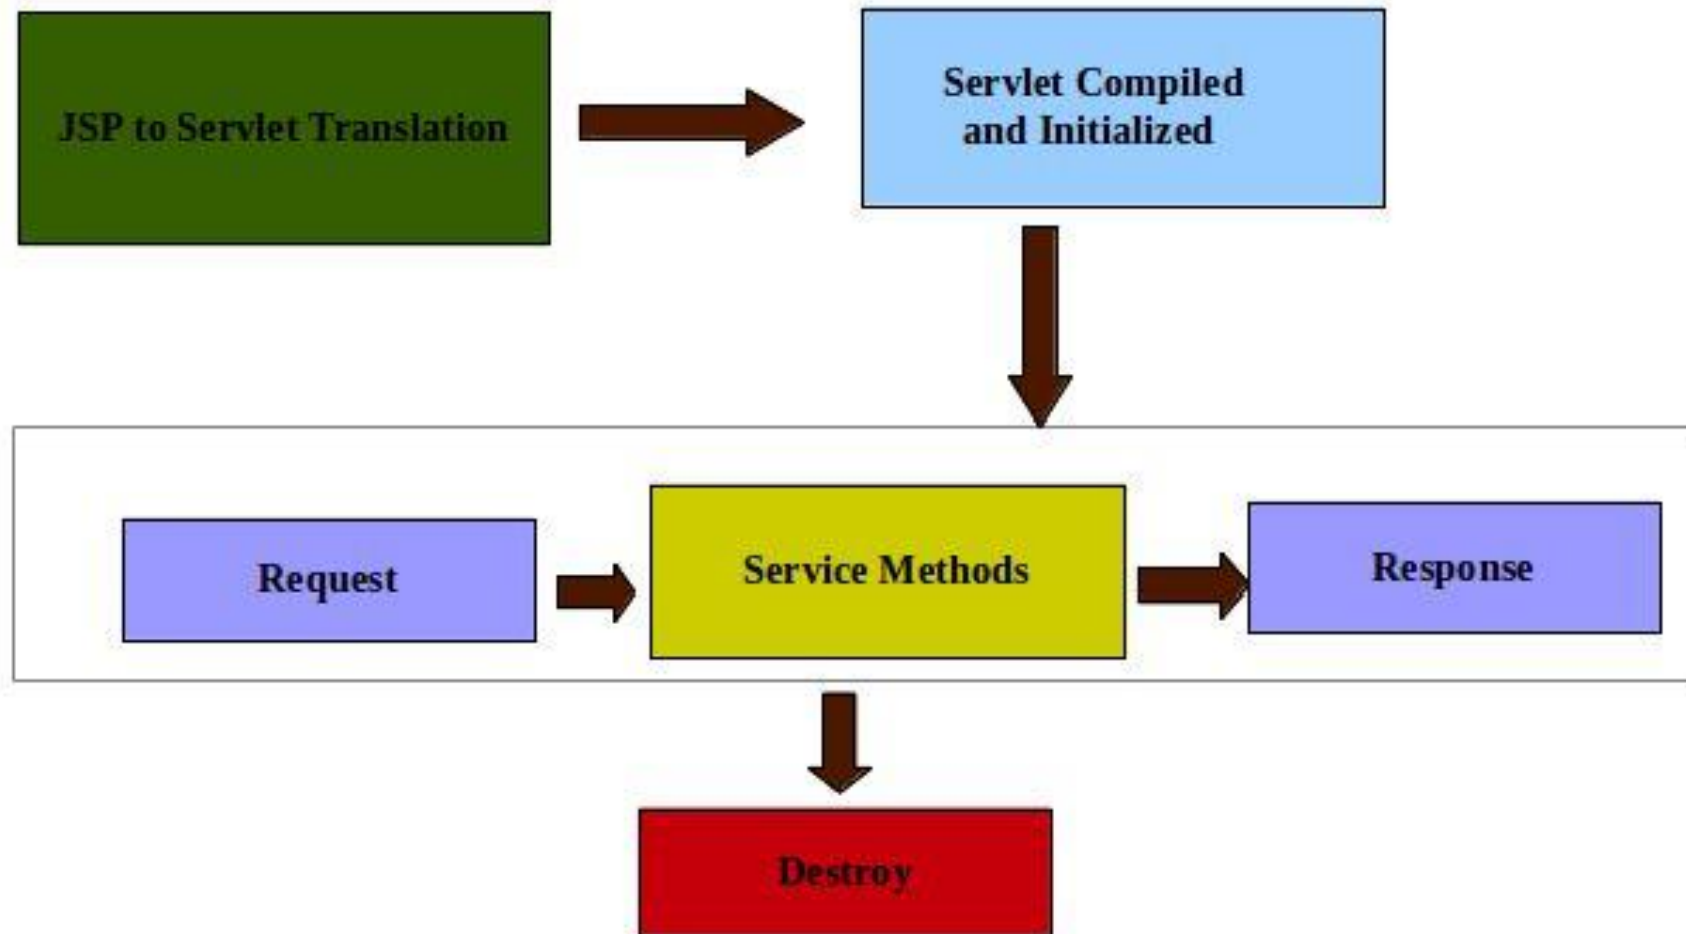 JSP to Servlet Translation
Servlet Compiled
and Initialized
Request
Service Methods
Response
Destroy